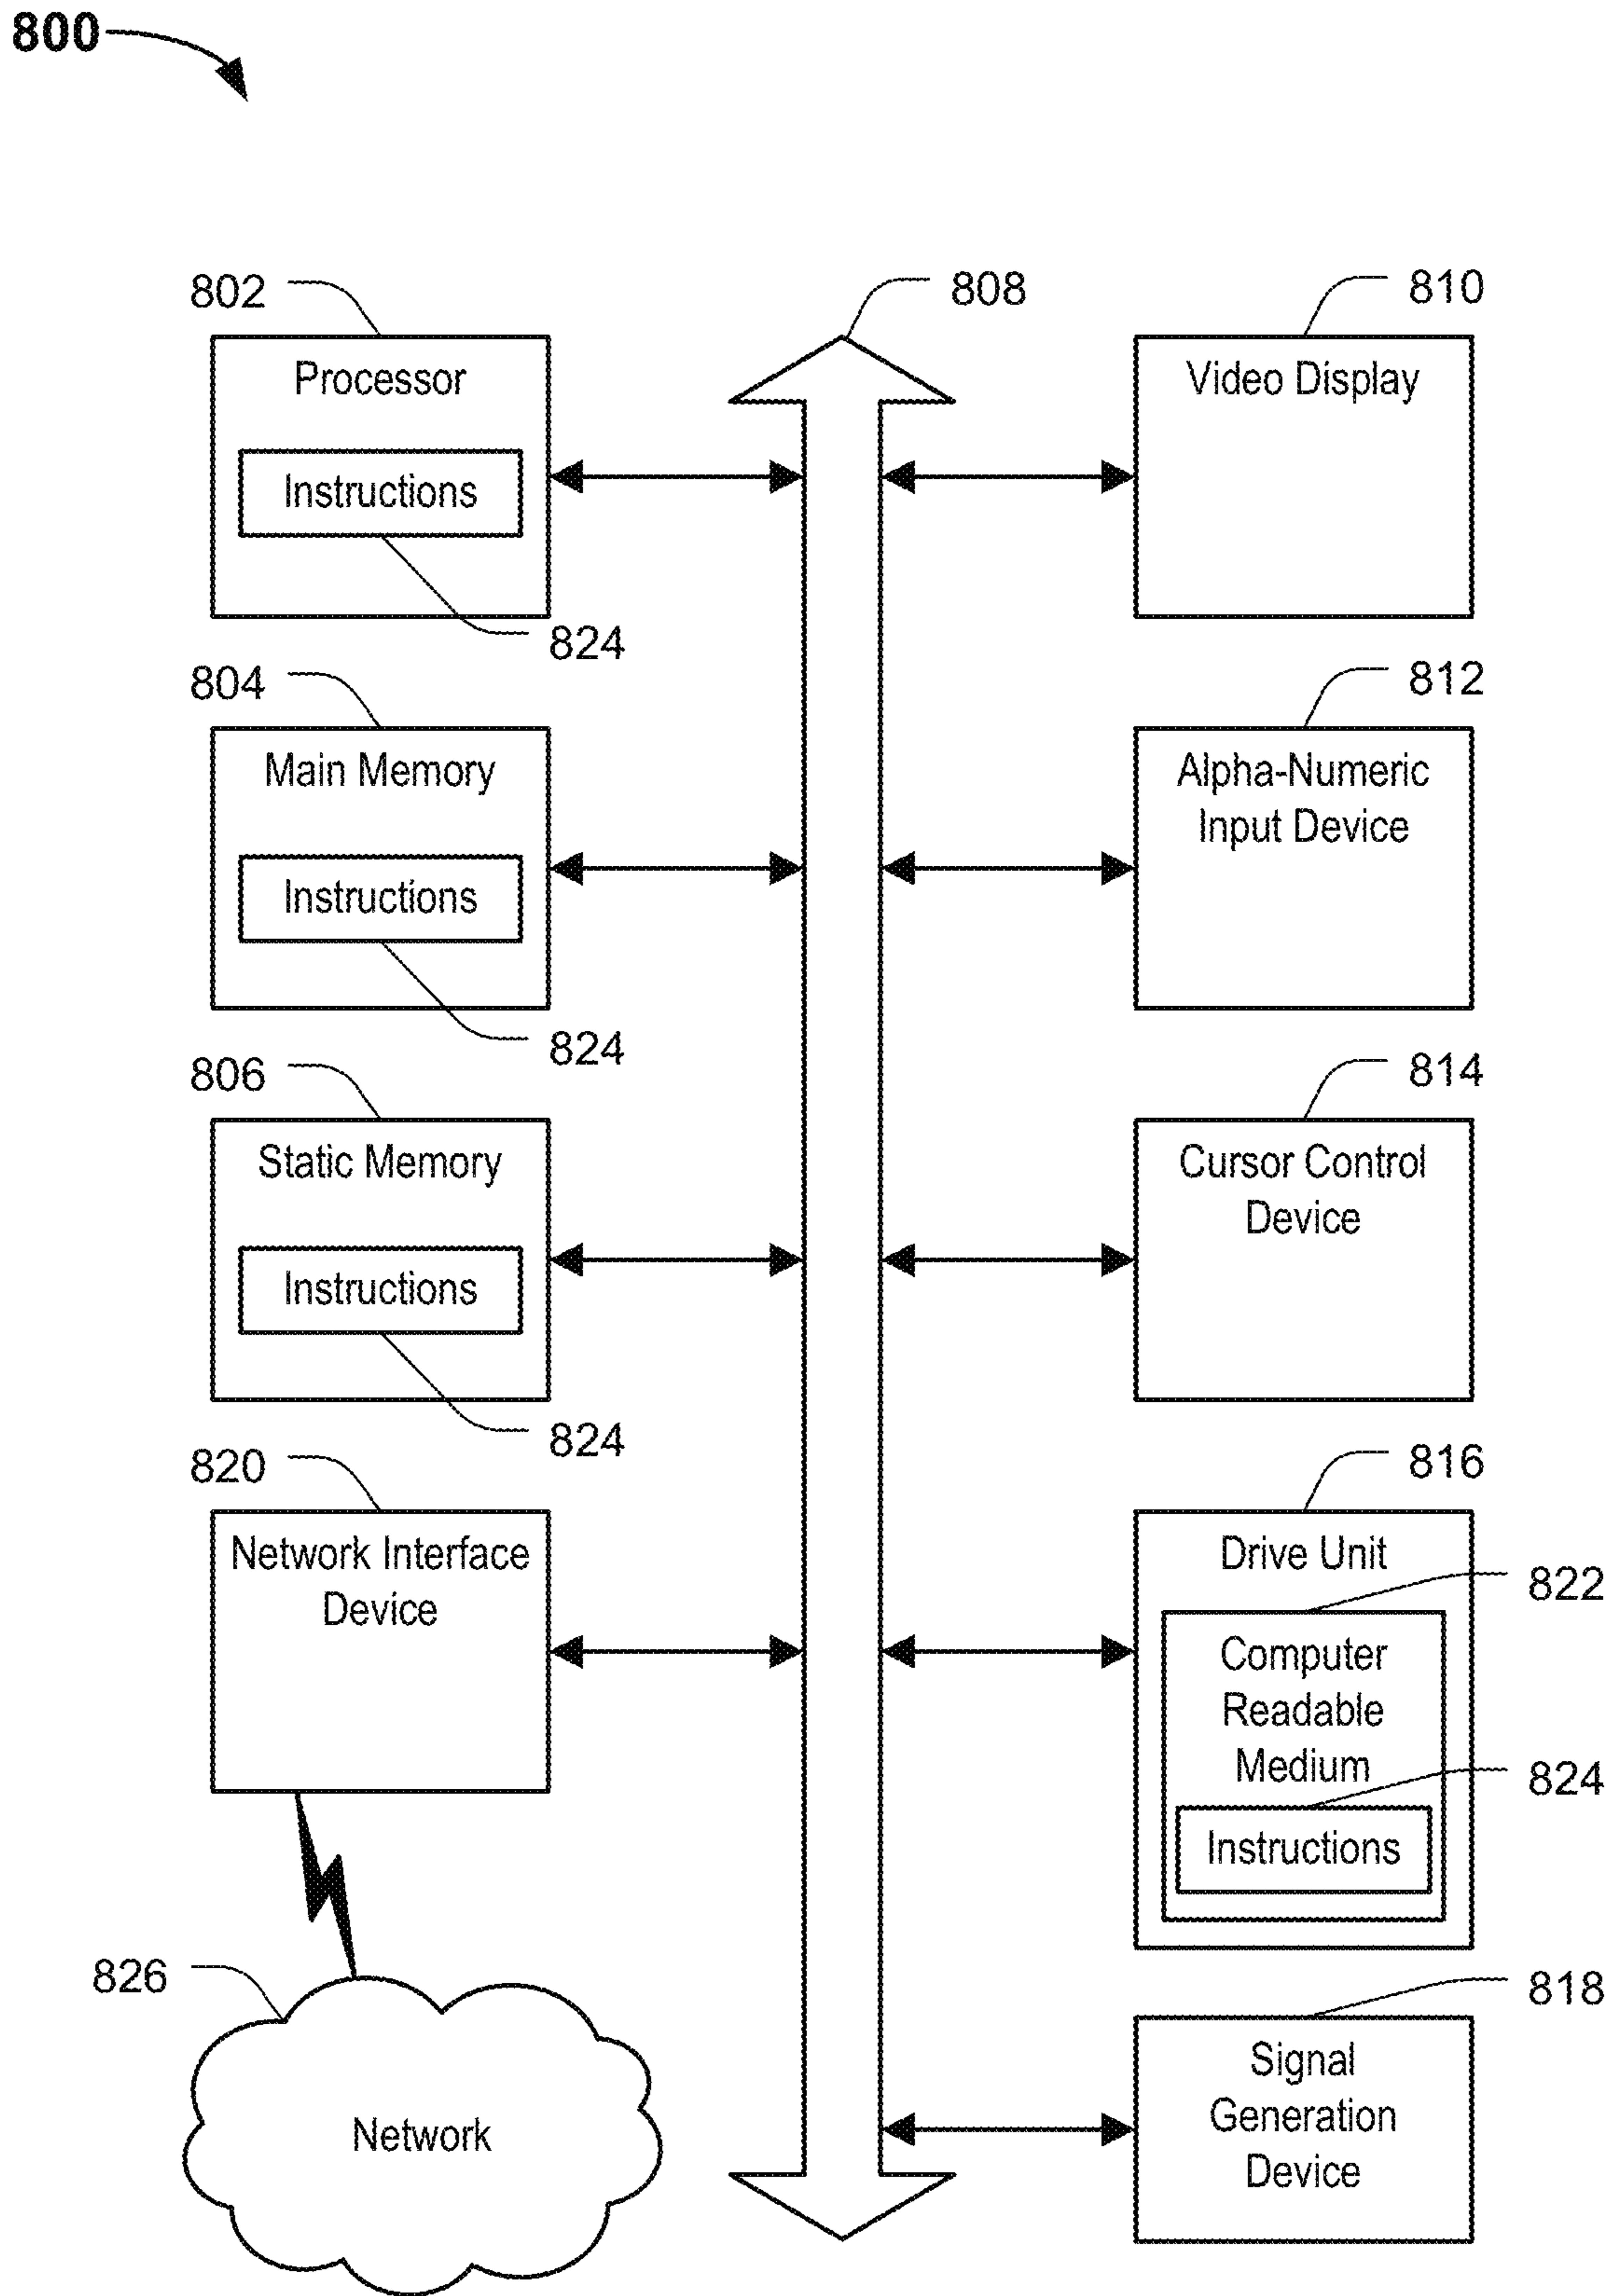 800
802
808
810
Processor
Video Display
Instructions
824
804
812
Main Memory
Alpha-Numeric
Input Device
Instructions
824
806
814
Static Memory
Cursor Control
Device
Instructions
824
820
816
Network Interface
Device
Drive Unit
822
Computer
Readable
Medium
824
Instructions
826
818
Network
Signal
Generation
Device